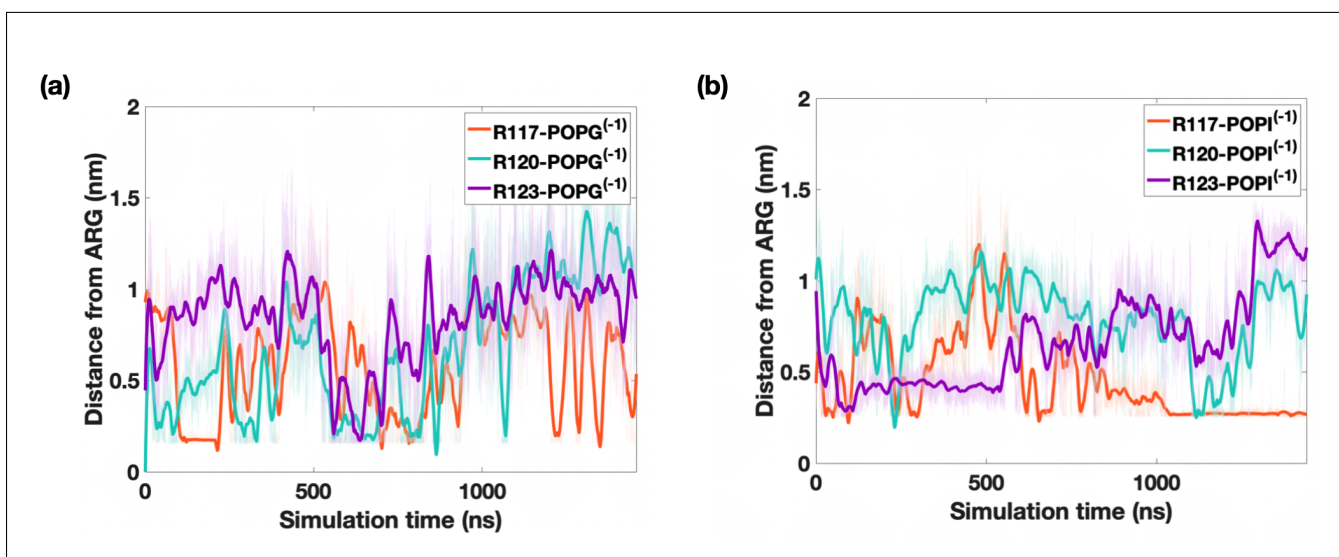 (a)
2
1.5
1
0.5
0
0
500
1000
Distance from ARG (nm)
Simulation time (ns)
R117-POPG(-1)
R120-POPG(-1)
R123-POPG(-1)
(b)
2
1.5
1
0.5
0
0
500
1000
Distance from ARG (nm)
Simulation time (ns)
R117-POPI(-1)
R120-POPI(-1)
R123-POPI(-1)